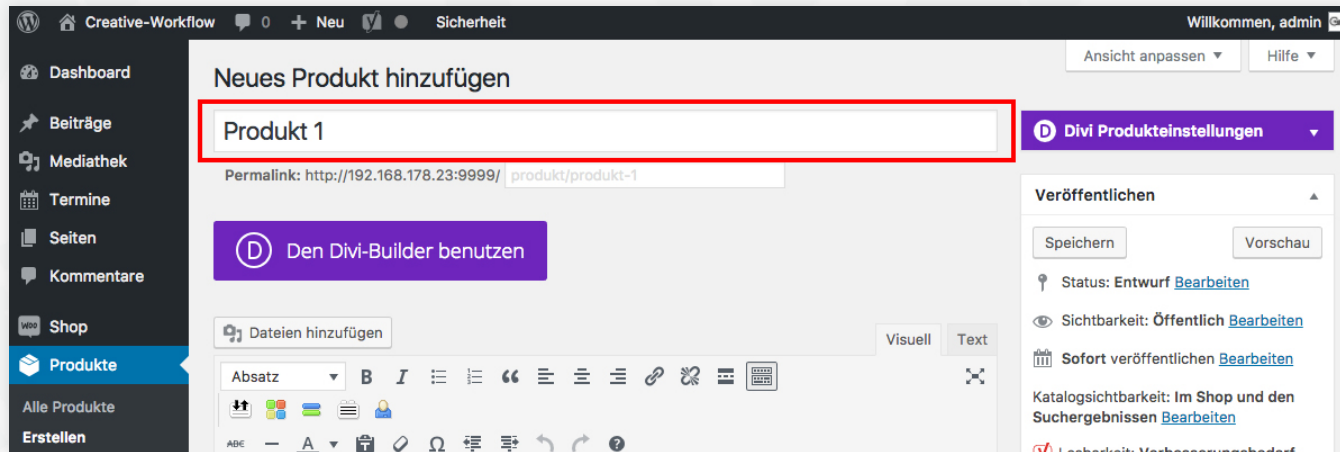 Creative-Workflow 0 + Neu Sicherheit Willkommen, admin
Ansicht anpassen ▼ Hilfe ▼
Dashboard
Beiträge
Mediathek
Termine
Seiten
Kommentare
Shop
Produkte
Alle Produkte
Erstellen
Neues Produkt hinzufügen
Produkt 1
Permalink: http://192.168.178.23:9999/ produkt/produkt-1
D Den Divi-Builder benutzen
Dateien hinzufügen
Visuell Text
Absatz
D Divi Produkteinstellungen
Veröffentlichen
Speichern Vorschau
Status: Entwurf Bearbeiten
Sichtbarkeit: Öffentlich Bearbeiten
Sofort veröffentlichen Bearbeiten
Katalogsichtbarkeit: Im Shop und den
Suchergebnissen Bearbeiten
Lesbarkeit: Verbesserungsbedarf